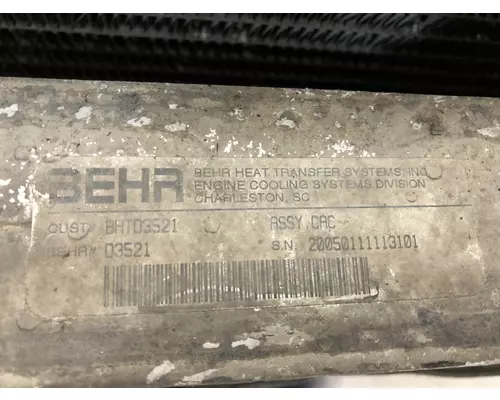 BEHR
BEHR HEAT TRANSFER SYSTEMS, INC
ENGINE COOLING SYSTEMS DIVISION
CHARLESTON, SC
CUST BHTD3521 ASSY, CAC
BEHR D3521 S.N. 20050111113101